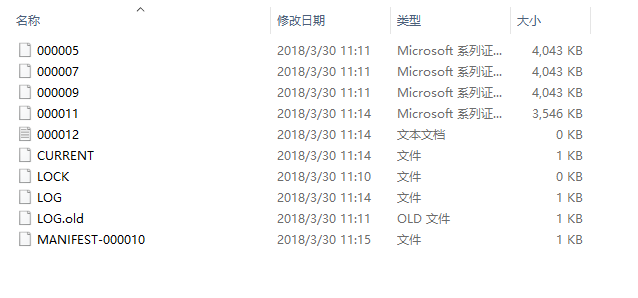 名称 修改日期 类型 大小
000005 2018/3/30 11:11 Microsoft 系列证... 4,043 KB
000007 2018/3/30 11:11 Microsoft 系列证... 4,043 KB
000009 2018/3/30 11:11 Microsoft 系列证... 4,043 KB
000011 2018/3/30 11:14 Microsoft 系列证... 3,546 KB
000012 2018/3/30 11:14 文本文档 0 KB
CURRENT 2018/3/30 11:14 文件 1 KB
LOCK 2018/3/30 11:10 文件 0 KB
LOG 2018/3/30 11:14 文件 1 KB
LOG.old 2018/3/30 11:11 OLD 文件 1 KB
MANIFEST-000010 2018/3/30 11:15 文件 1 KB